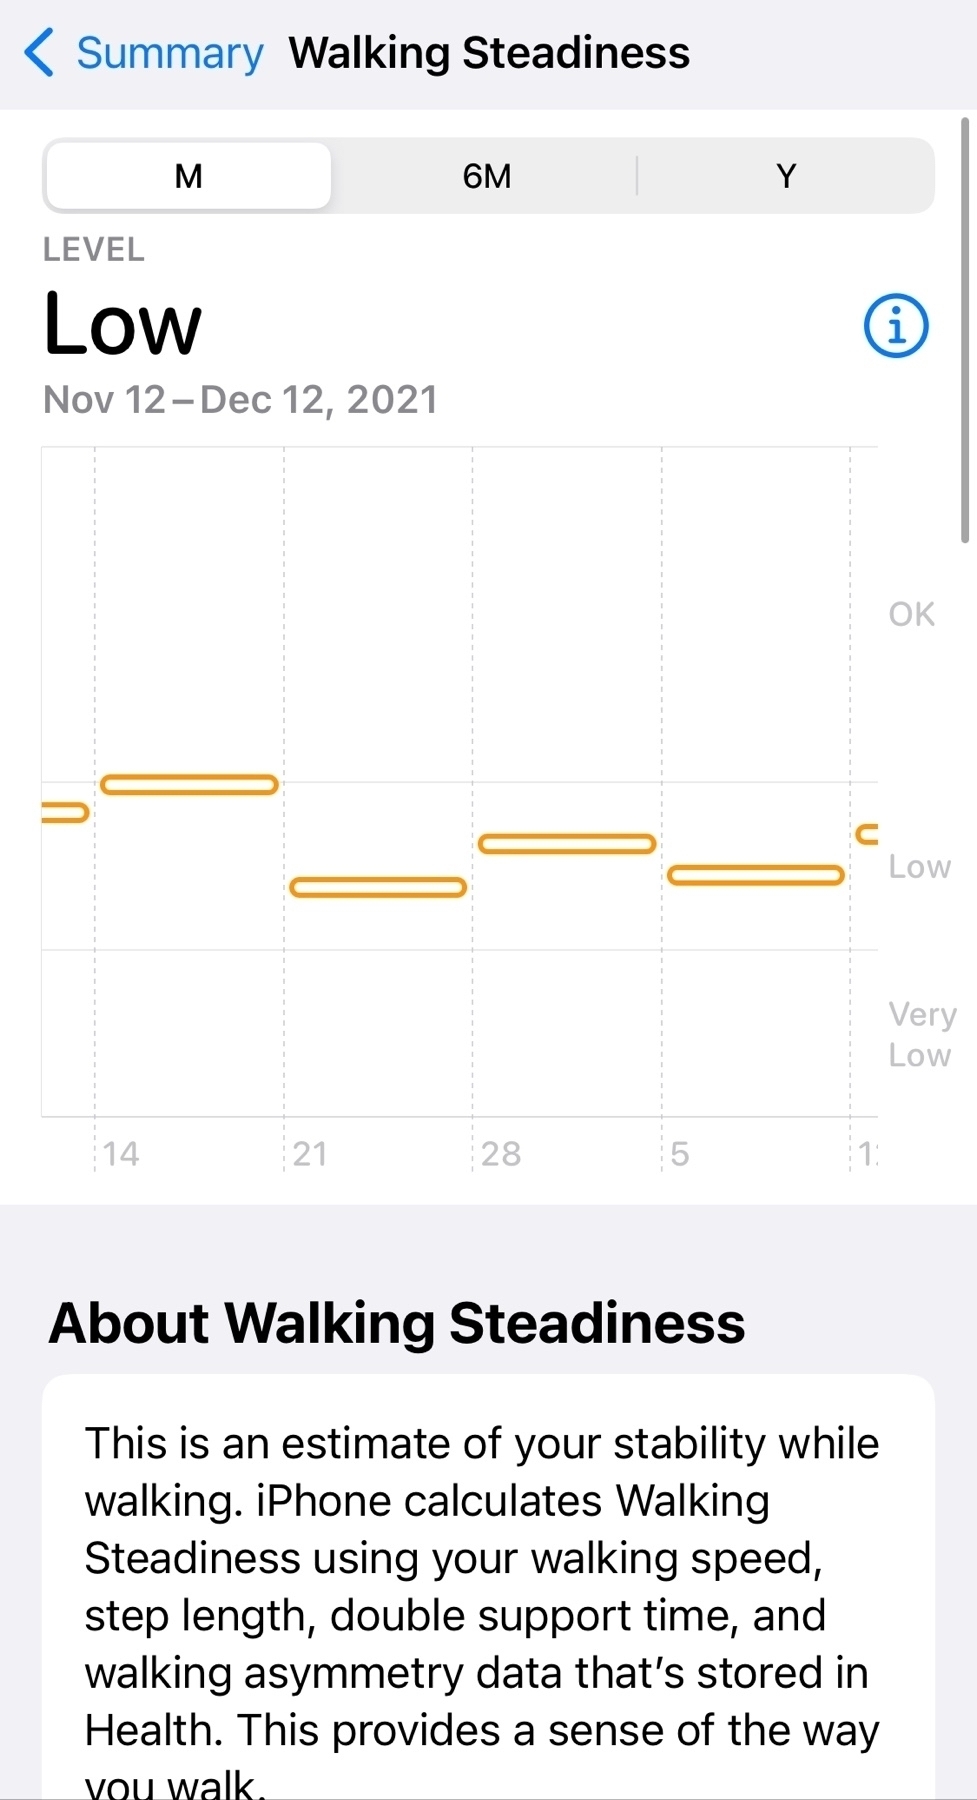 Summary Walking Steadiness
M 6M Y
LEVEL
Low
Nov 12–Dec 12, 2021
OK
Low
Very
Low
14 21 28 5
About Walking Steadiness
This is an estimate of your stability while
walking. iPhone calculates Walking
Steadiness using your walking speed,
step length, double support time, and
walking asymmetry data that’s stored in
Health. This provides a sense of the way
you walk.